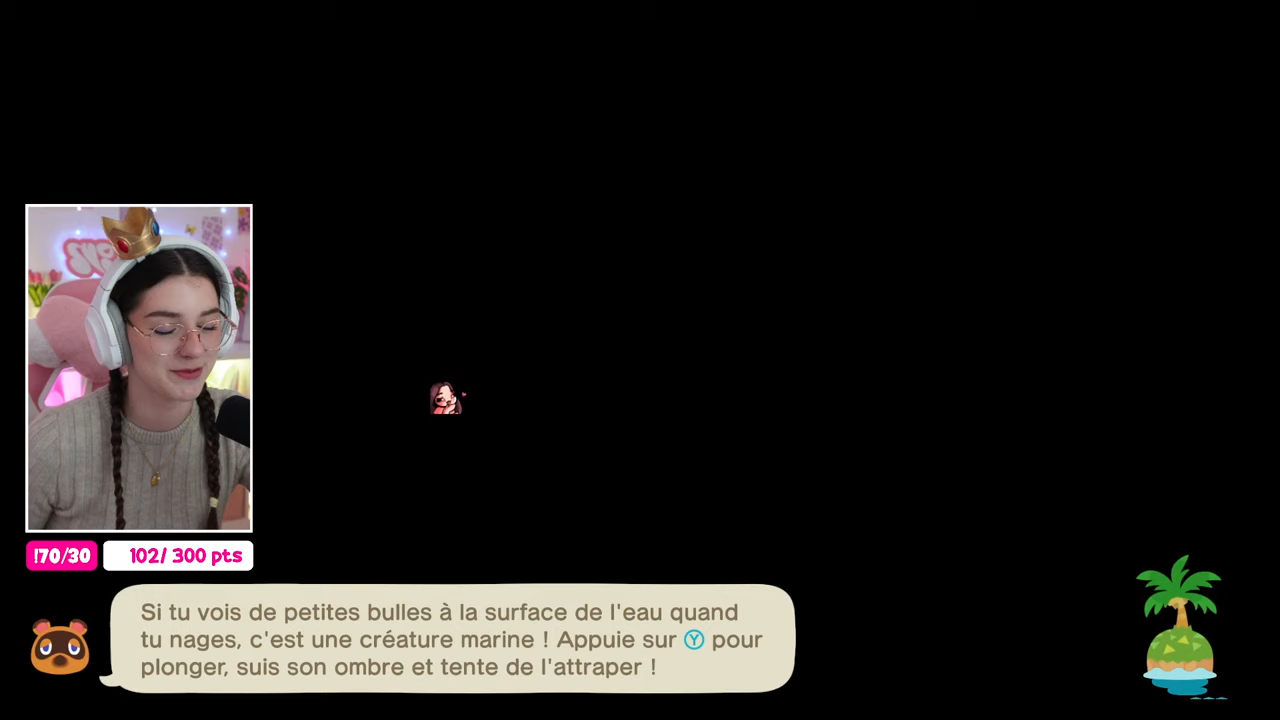 !70/30
102/ 300 pts
Si tu vois de petites bulles à la surface de l'eau quand
tu nages, c'est une créature marine ! Appuie sur Y pour
plonger, suis son ombre et tente de l'attraper !